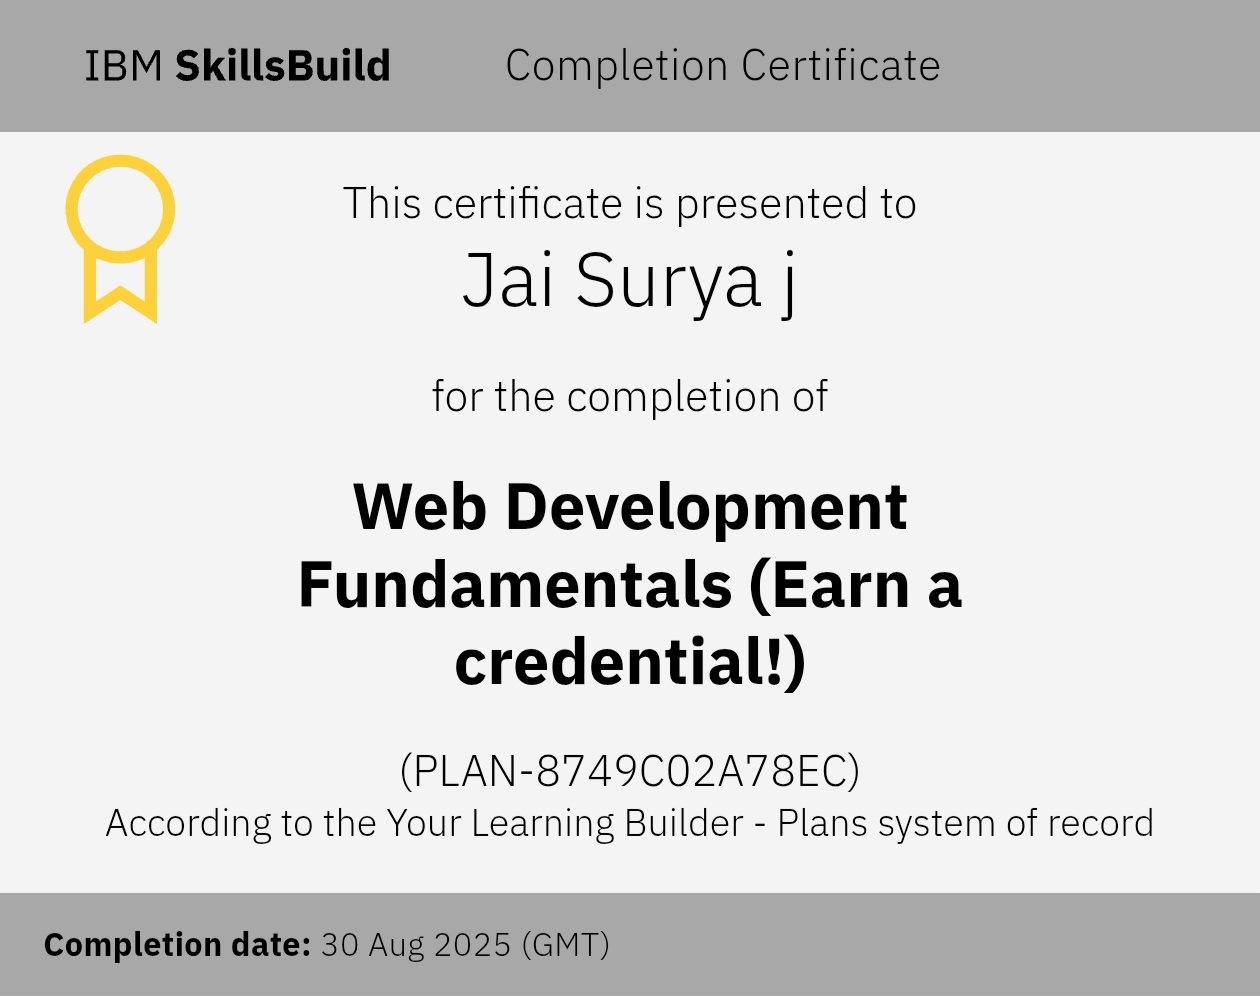 IBM SkillsBuild Completion Certificate
This certificate is presented to
Jai Surya j
for the completion of
Web Development
Fundamentals (Earn a
credential!)
(PLAN-8749C02A78EC)
According to the Your Learning Builder - Plans system of record
Completion date: 30 Aug 2025 (GMT)